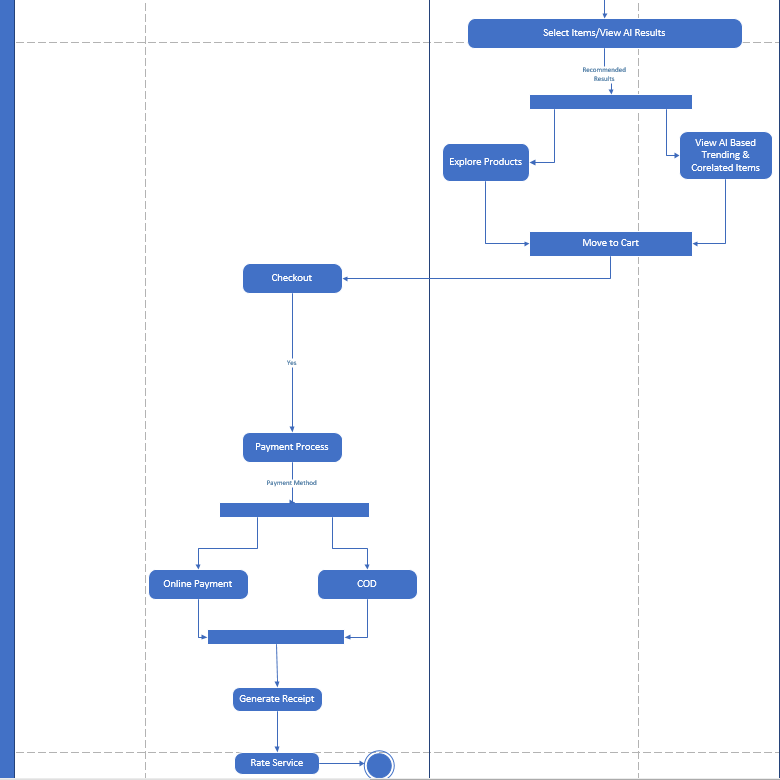 Select Items/View AI Results
Recommended
Results
Explore Products
View AI Based
Trending &
Corelated Items
Move to Cart
Checkout
Yes
Payment Process
Payment Method
Online Payment
COD
Generate Receipt
Rate Service